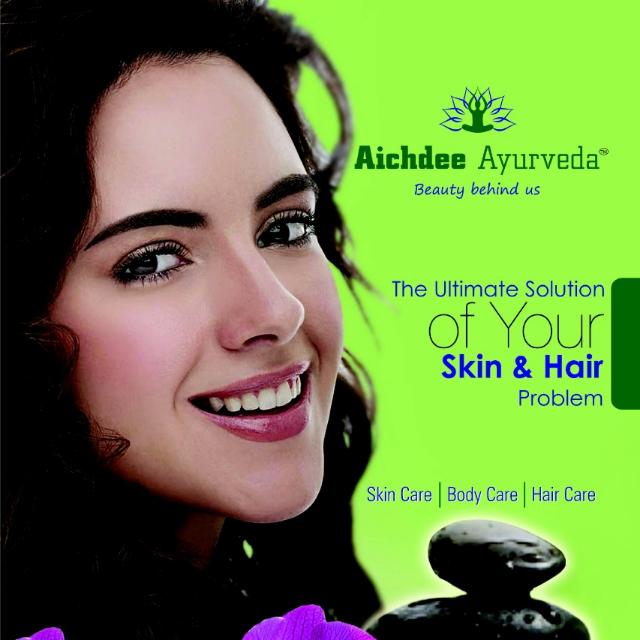 Aichdee Ayurveda™
Beauty behind us
The Ultimate Solution
of Your
Skin & Hair
Problem
Skin Care | Body Care | Hair Care